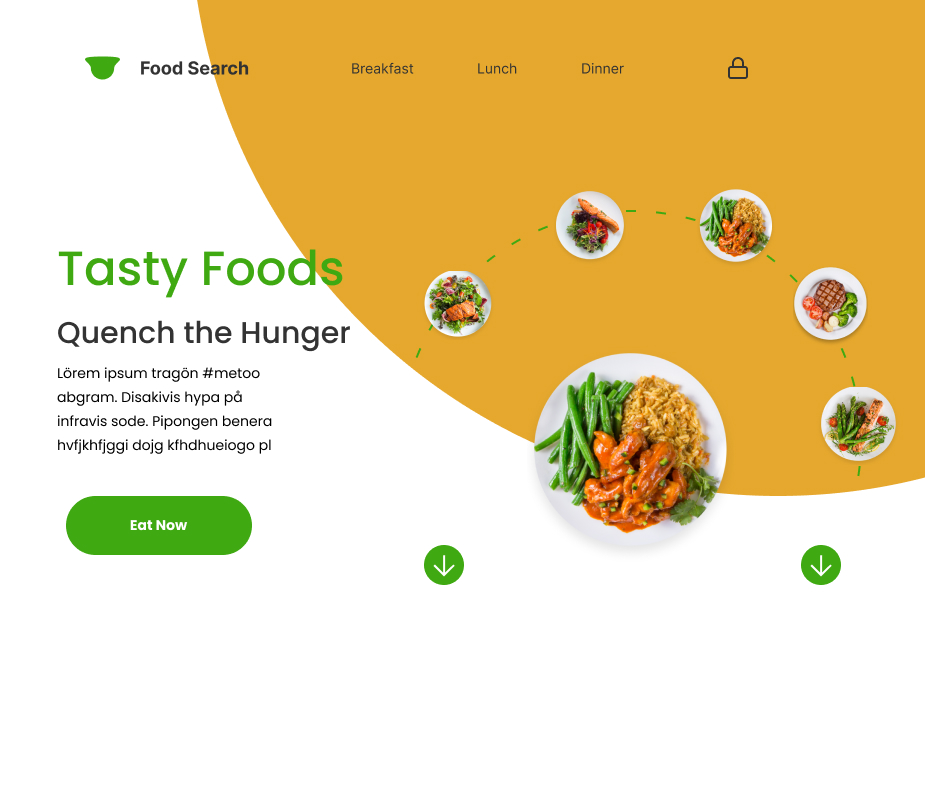 Food Search
Breakfast
Lunch
Dinner
Tasty Foods
Quench the Hunger
Lörem ipsum tragön #metoo
abgram. Disakivis hypa på
infravis sode. Pipongen benera
hvfjkhfjggi dojg kfhdhueiogo pl
Eat Now